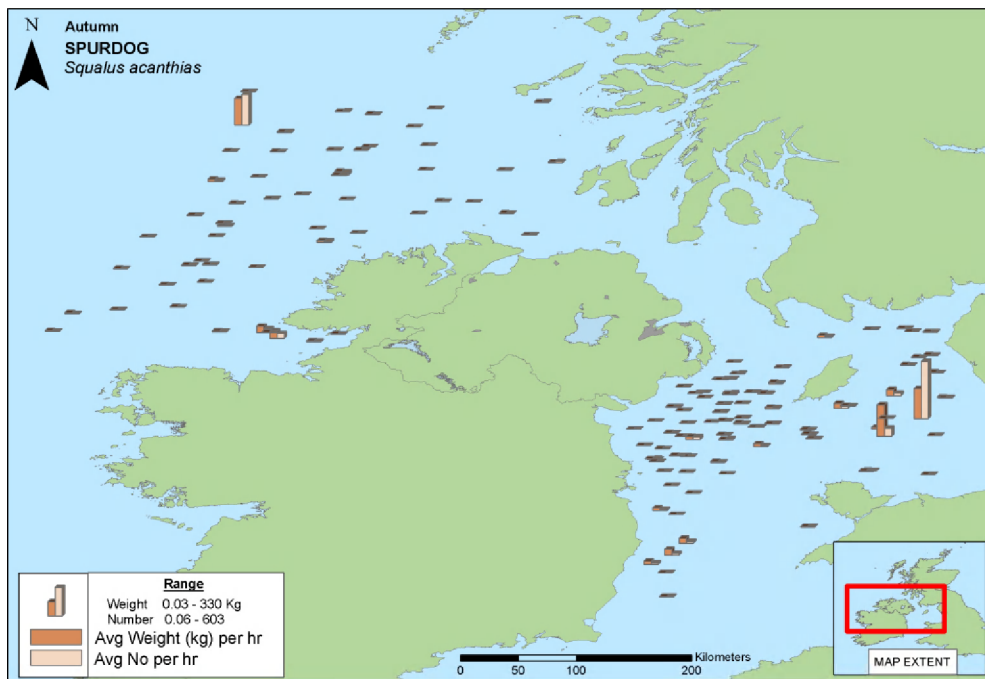 N
Autumn
SPURDOG
Squalus acanthias
Range
Weight 0.03 - 330 Kg
Number 0.06 - 603
Avg Weight (kg) per hr
Avg No per hr
Kilometers
0 50 100 200
MAP EXTENT